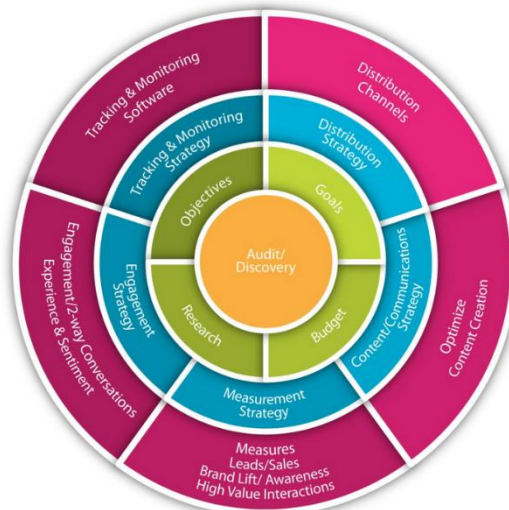 Tracking & Monitoring
Software
Distribution
Channels
Tracking & Monitoring
Strategy
Distribution
Strategy
Objectives
Goals
Audit/
Discovery
Engagement/2-way Conversations
Experience & Sentiment
Engagement
Strategy
Research
Budget
Content/Communications
Strategy
Optimize
Content Creation
Measurement
Strategy
Measures
Leads/Sales
Brand Lift/ Awareness
High Value Interactions